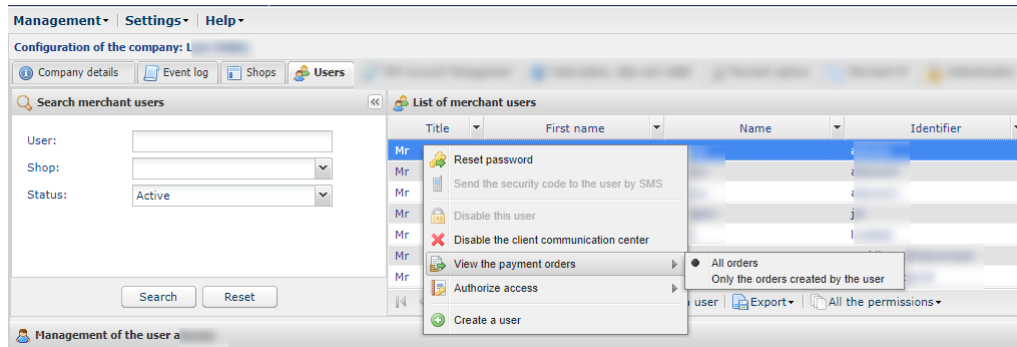 Management Settings Help
Configuration of the company: L
Company details Event log Shops Users
Search merchant users
List of merchant users
Title First name Name Identifier
User:
Shop:
Status: Active
Search Reset
Mr
Mr
Mr
Mr
Mr
Mr
Mr
Reset password
Send the security code to the user by SMS
Disable this user
Disable the client communication center
View the payment orders
Authorize access
Create a user
All orders
Only the orders created by the user
user Export All the permissions
Management of the user a